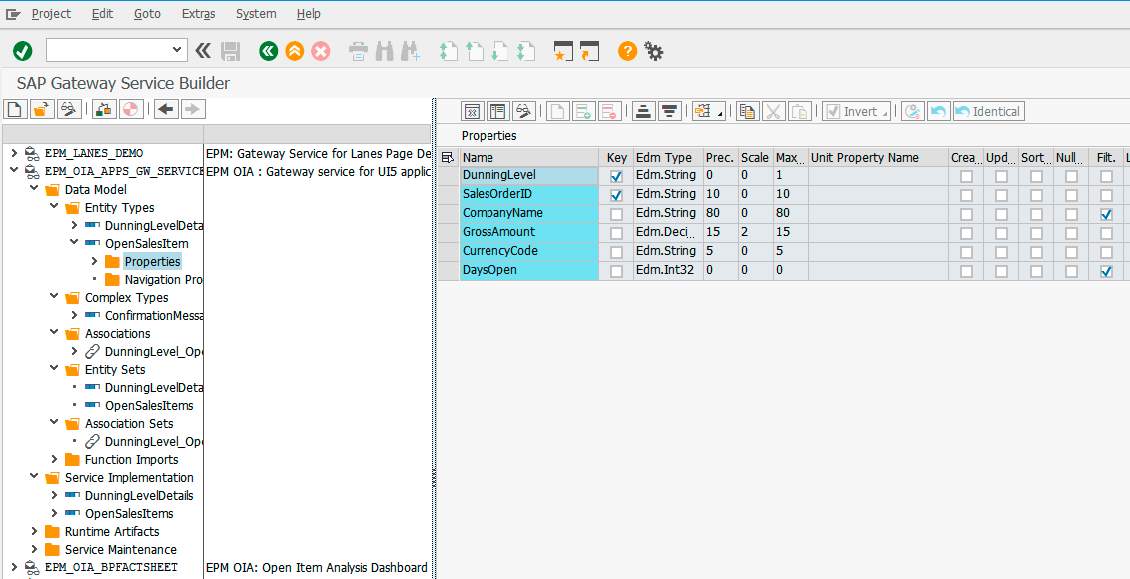 Project Edit Goto Extras System Help
SAP Gateway Service Builder
Invert
Identical
EPM_LANES_DEMO EPM: Gateway Service for Lanes Page De
EPM_OIA_APPS_GW_SERVICE EPM OIA : Gateway service for UI5 applic
Data Model
Entity Types
DunningLevelDeta
OpenSalesItem
Properties
Navigation Pro
Complex Types
ConfirmationMessa
Associations
DunningLevel_Ope
Entity Sets
DunningLevelDeta
OpenSalesItems
Association Sets
DunningLevel_Ope
Function Imports
Service Implementation
DunningLevelDetails
OpenSalesItems
Runtime Artifacts
Service Maintenance
EPM_OIA_BPFACTSHEET EPM OIA: Open Item Analysis Dashboard
Properties
Name Key Edm Type Prec. Scale Max... Unit Property Name Crea... Upd... Sort... Null... Filt. L
DunningLevel Edm.String 0 0 1
SalesOrderID Edm.String 10 0 10
CompanyName Edm.String 80 0 80
GrossAmount Edm.Deci... 15 2 15
CurrencyCode Edm.String 5 0 5
DaysOpen Edm.Int32 0 0 0